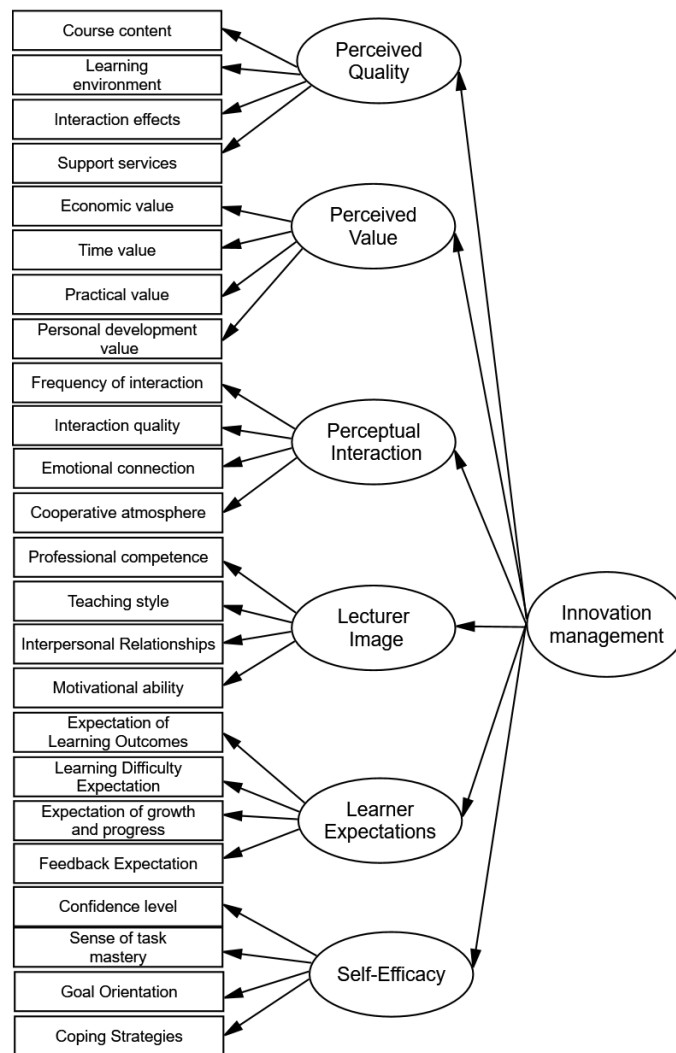 Course content
Learning
environment
Interaction effects
Support services
Perceived
Quality
Economic value
Time value
Practical value
Personal development
value
Perceived
Value
Frequency of interaction
Interaction quality
Emotional connection
Cooperative atmosphere
Perceptual
Interaction
Professional competence
Teaching style
Interpersonal Relationships
Motivational ability
Lecturer
Image
Innovation
management
Expectation of
Learning Outcomes
Learning Difficulty
Expectation
Expectation of growth
and progress
Feedback Expectation
Learner
Expectations
Confidence level
Sense of task
mastery
Goal Orientation
Coping Strategies
Self-Efficacy